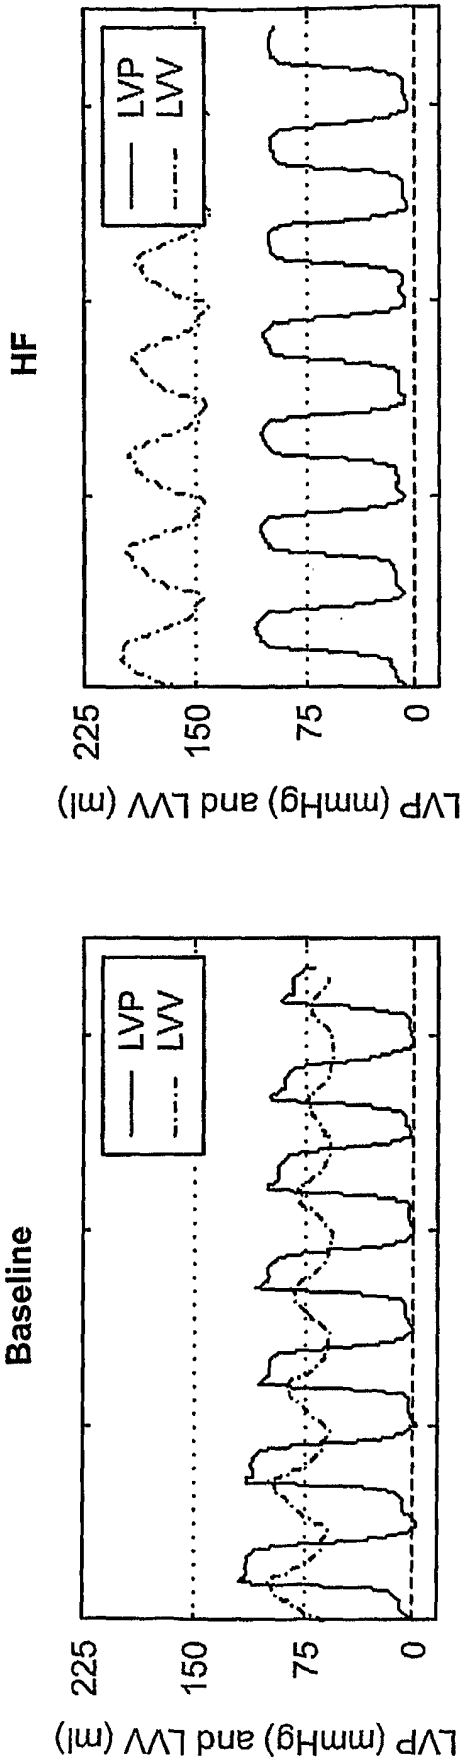 Baseline
LVP (mmHg) and LVV (ml)
225
150
75
0
LVP
LVV
HF
LVP (mmHg) and LVV (ml)
225
150
75
0
LVP
LVV